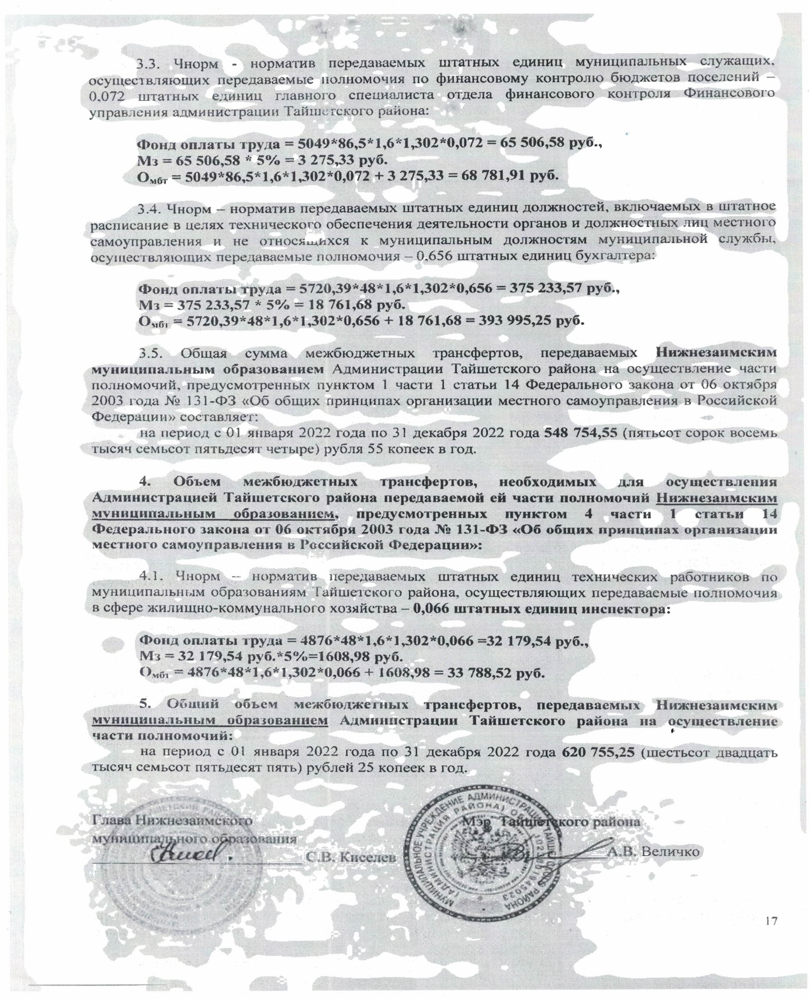 3.3. Чнорм - норматив передаваемых штатных единиц муниципальных служащих,
осуществляющих передаваемые полномочия по финансовому контролю бюджетов поселений –
0,072 штатных единиц главного специалиста отдела финансового контроля Финансового
управления администрации Тайшетского района:
Фонд оплаты труда = 5049*86,5*1,6*1,302*0,072 = 65 506,58 руб.,
Мз = 65 506,58 * 5% = 3 275,33 руб.
Омбт = 5049*86,5*1,6*1,302*0,072 + 3 275,33 = 68 781,91 руб.
3.4. Чнорм – норматив передаваемых штатных единиц должностей, включаемых в штатное
расписание в целях технического обеспечения деятельности органов и должностных лиц местного
самоуправления и не относящихся к муниципальным должностям муниципальной службы,
осуществляющих передаваемые полномочия – 0,656 штатных единиц бухгалтера:
Фонд оплаты труда = 5720,39*48*1,6*1,302*0,656 = 375 233,57 руб.,
Мз = 375 233,57 * 5% = 18 761,68 руб.
Омбт = 5720,39*48*1,6*1,302*0,656 + 18 761,68 = 393 995,25 руб.
3.5. Общая сумма межбюджетных трансфертов, передаваемых Нижнезаимским
муниципальным образованием Администрации Тайшетского района на осуществление части
полномочий, предусмотренных пунктом 1 части 1 статьи 14 Федерального закона от 06 октября
2003 года № 131-ФЗ «Об общих принципах организации местного самоуправления в Российской
Федерации» составляет:
на период с 01 января 2022 года по 31 декабря 2022 года 548 754,55 (пятьсот сорок восемь
тысяч семьсот пятьдесят четыре) рубля 55 копеек в год.
4. Объем межбюджетных трансфертов, необходимых для осуществления
Администрацией Тайшетского района передаваемой ей части полномочий Нижнезаимским
муниципальным образованием, предусмотренных пунктом 4 части 1 статьи 14
Федерального закона от 06 октября 2003 года № 131-ФЗ «Об общих принципах организации
местного самоуправления в Российской Федерации»:
4.1. Чнорм – норматив передаваемых штатных единиц технических работников по
муниципальным образованиям Тайшетского района, осуществляющих передаваемые полномочия
в сфере жилищно-коммунального хозяйства – 0,066 штатных единиц инспектора:
Фонд оплаты труда = 4876*48*1,6*1,302*0,066 =32 179,54 руб.,
Мз = 32 179,54 руб.*5%=1608,98 руб.
Омбт = 4876*48*1,6*1,302*0,066 + 1608,98 = 33 788,52 руб.
5. Общий объем межбюджетных трансфертов, передаваемых Нижнезаимским
муниципальным образованием Администрации Тайшетского района на осуществление
части полномочий:
на период с 01 января 2022 года по 31 декабря 2022 года 620 755,25 (шестьсот двадцать
тысяч семьсот пятьдесят пять) рублей 25 копеек в год.
Глава Нижнезаимского
муниципального образования
С.В. Киселев
Мэр Тайшетского района
А.В. Величко
МУНИЦИПАЛЬНОЕ УЧРЕЖДЕНИЕ АДМИНИСТРАЦИЯ РАЙОНА
(АДМИНИСТРАЦИЯ РАЙОНА)
17